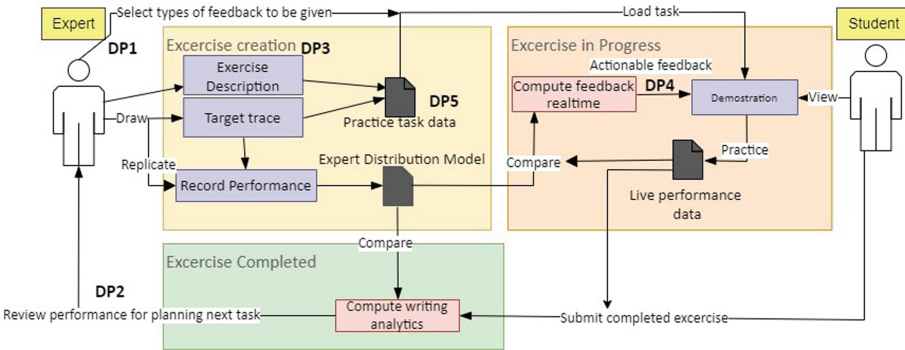 Expert
Select types of feedback to be given
Load task
Student
DP1
Excercise creation
DP3
Excercise in Progress
Exercise
Description
Actionable feedback
DP4
Compute feedback
realtime
Demostration
View
DP5
Target trace
Draw
Practice task data
Practice
Replicate
Expert Distribution Model
Compare
Record Performance
Live performance
data
Compare
Excercise Completed
DP2
Review performance for planning next task
Compute writing
analytics
Submit completed excercise